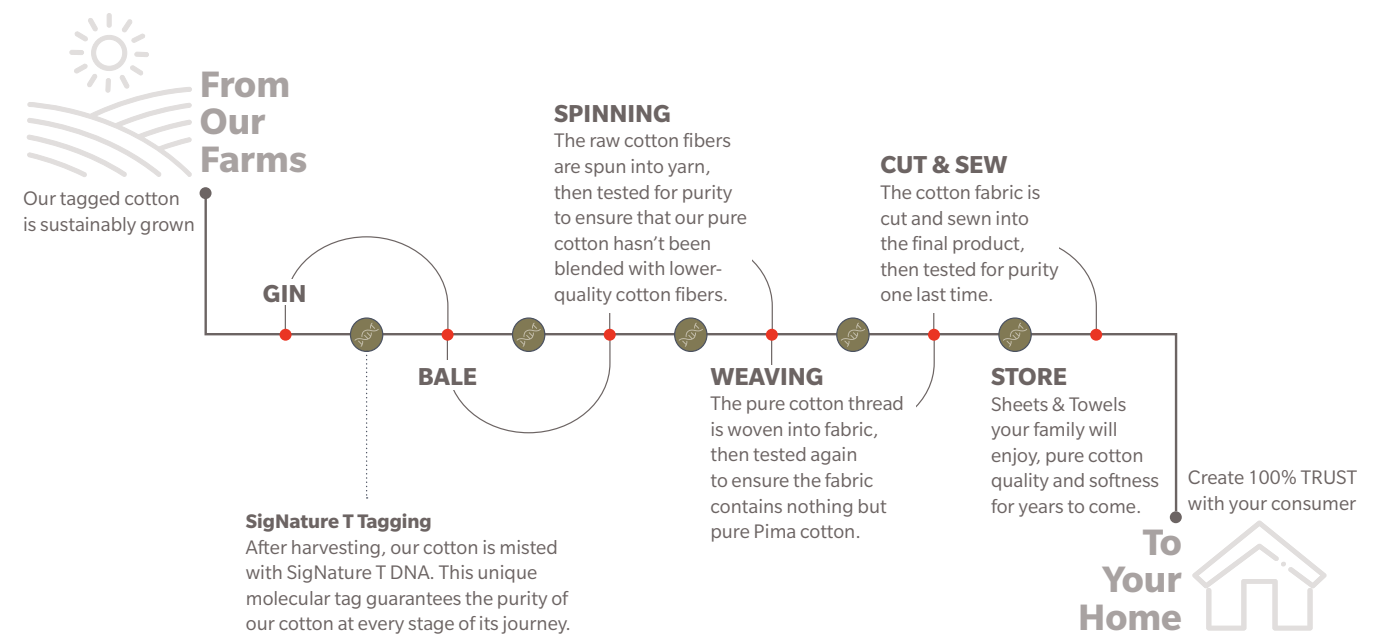 From
Our
Farms
Our tagged cotton
is sustainably grown
GIN
SigNature T Tagging
After harvesting, our cotton is misted
with SigNature T DNA. This unique
molecular tag guarantees the purity of
our cotton at every stage of its journey.
BALE
SPINNING
The raw cotton fibers
are spun into yarn,
then tested for purity
to ensure that our pure
cotton hasn’t been
blended with lower-
quality cotton fibers.
WEAVING
The pure cotton thread
is woven into fabric,
then tested again
to ensure the fabric
contains nothing but
pure Pima cotton.
CUT & SEW
The cotton fabric is
cut and sewn into
the final product,
then tested for purity
one last time.
STORE
Sheets & Towels
your family will
enjoy, pure cotton
quality and softness
for years to come.
Create 100% TRUST
with your consumer
To
Your
Home